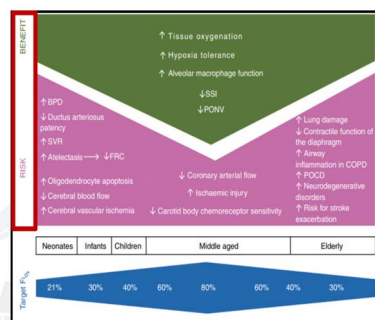 BENEFIT
↑ Tissue oxygenation
↑ Hypoxia tolerance
↑ Alveolar macrophage function
↓SSI
↓PONV
RISK
↑ BPD
↓ Ductus arteriosus
patency
↑ SVR
↑ Atelectasis → ↓FRC
↑ Oligodendrocyte apoptosis
↓ Cerebral blood flow
↑ Cerebral vascular ischemia
↓ Coronary arterial flow
↑ Ischaemic injury
↓ Carotid body chemoreceptor sensitivity
↑ Lung damage
↓ Contractile function of
the diaphragm
↑ Airway
inflammation in COPD
↑ POCD
↑ Neurodegenerative
disorders
↑ Risk for stroke
exacerbation
Neonates Infants Children Middle aged Elderly
Target FIO₂
21% 30% 40% 60% 80% 60% 40% 30%